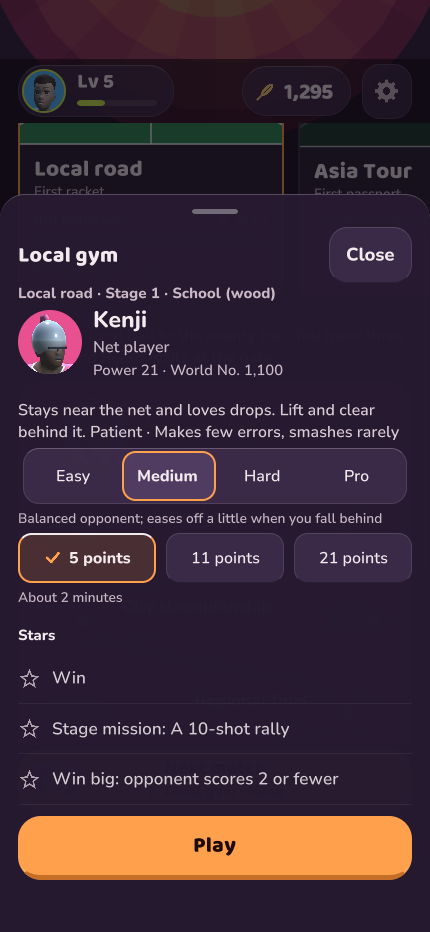 Lv 5
1,295
Local road
First racket
Asia Tour
First passport
Local gym
Close
Local road · Stage 1 · School (wood)
Kenji
Net player
Power 21 · World No. 1,100
Stays near the net and loves drops. Lift and clear
behind it. Patient · Makes few errors, smashes rarely
Easy
Medium
Hard
Pro
Balanced opponent; eases off a little when you fall behind
5 points
11 points
21 points
About 2 minutes
Stars
Win
Stage mission: A 10-shot rally
Win big: opponent scores 2 or fewer
Play